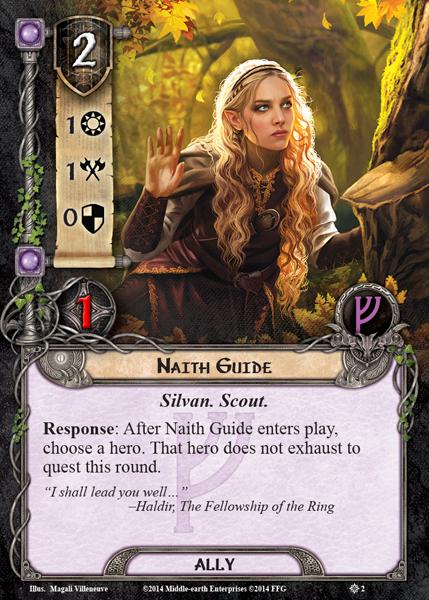 2
1
1
0
1
Naith Guide
Silvan. Scout.
Response: After Naith Guide enters play,
choose a hero. That hero does not exhaust to
quest this round.
“I shall lead you well…”
–Haldir, The Fellowship of the Ring
ALLY
Illus. Magali Villeneuve ©2014 Middle-earth Enterprises ©2014 FFG 2